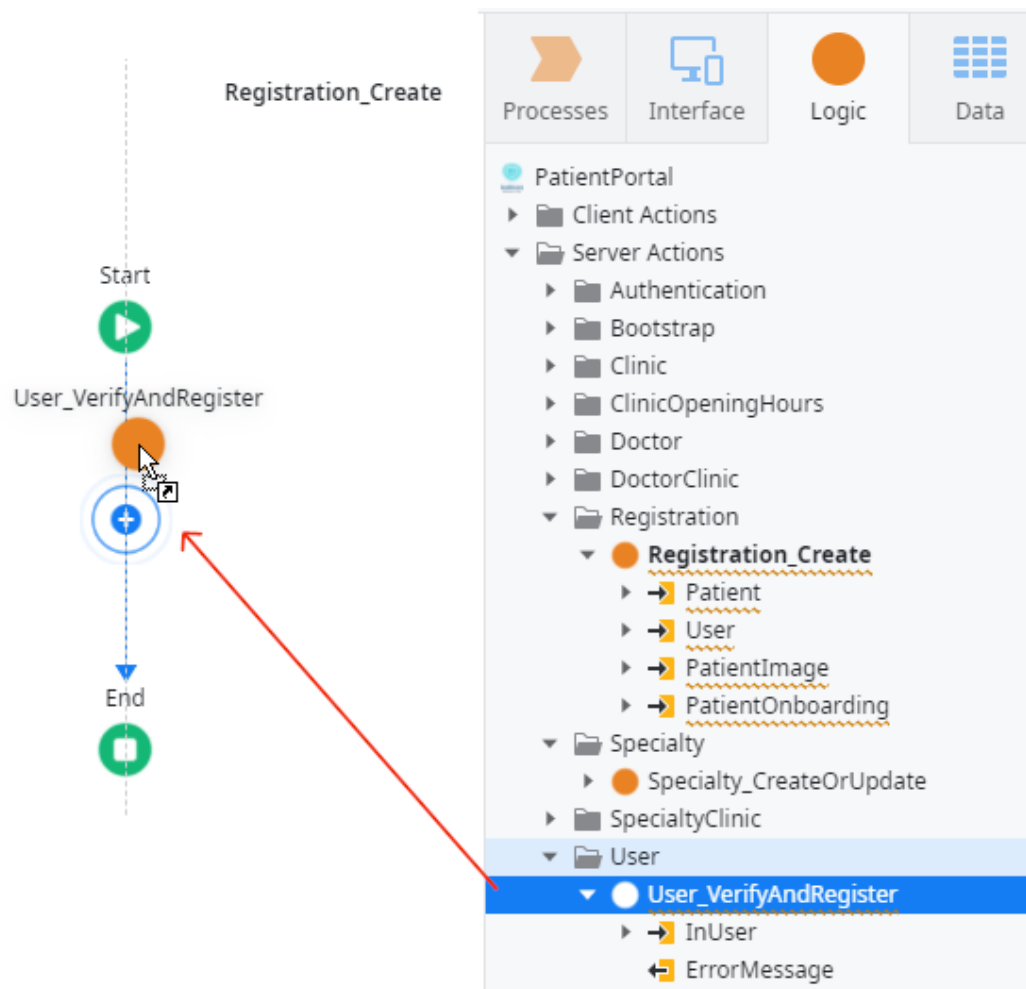 Registration_Create
Start
User_VerifyAndRegister
End
Processes
Interface
Logic
Data
PatientPortal
Client Actions
Server Actions
Authentication
Bootstrap
Clinic
ClinicOpeningHours
Doctor
DoctorClinic
Registration
Registration_Create
Patient
User
PatientImage
PatientOnboarding
Specialty
Specialty_CreateOrUpdate
SpecialtyClinic
User
User_VerifyAndRegister
InUser
ErrorMessage